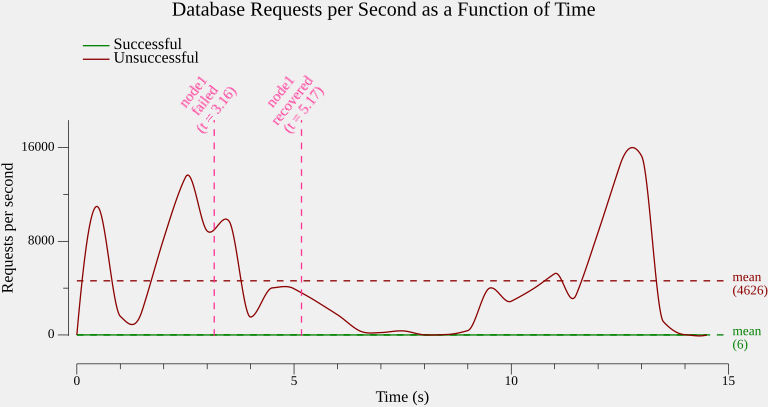 Database Requests per Second as a Function of Time
Successful
Unsuccessful
node1
failed
(t = 3.16)
node1
recovered
(t = 5.17)
Requests per second
16000
8000
0
mean
(4626)
mean
(6)
0
5
10
15
Time (s)